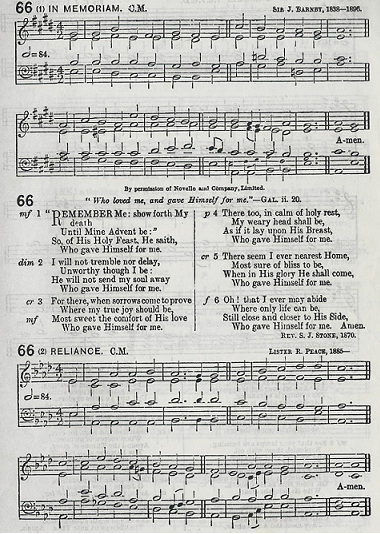 66 (1) IN MEMORIAM. C.M. SIR J. BARNBY, 1838—1896.
=84.
A-men.
By permission of Novello and Company, Limited.
66 "Who loved me, and gave Himself for me."—GAL. ii. 20.
mf 1 "REMEMBER Me: show forth My
death
Until Mine Advent be:"
So, of His Holy Feast, He saith,
Who gave Himself for me.
dim 2 I will not tremble nor delay,
Unworthy though I be:
He will not send my soul away
Who gave Himself for me.
cr 3 For there, when sorrows come to prove
Where my true joy should be,
mf Most sweet the comfort of His love
Who gave Himself for me.
p 4 There too, in calm of holy rest,
My weary head shall be,
As if it lay upon His Breast,
Who gave Himself for me.
cr 5 There seem I ever nearest Home,
Most sure of bliss to be,
When in His glory He shall come,
Who gave Himself for me.
f 6 Oh! that I ever may abide
Where only life can be,
Still close and closer to His Side,
Who gave Himself for me. Amen.
REV. S. J. STONE, 1870.
66 (2) RELIANCE. C.M. LISTER R. PEACE, 1885—
=84.
A-men.